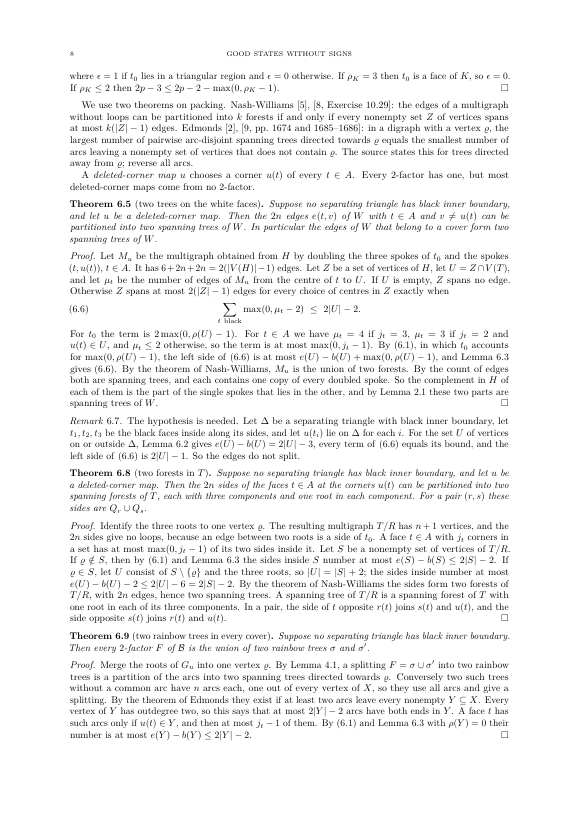 8 GOOD STATES WITHOUT SIGNS
where ϵ = 1 if t₀ lies in a triangular region and ϵ = 0 otherwise. If ρ_K = 3 then t₀ is a face of K, so ϵ = 0.
If ρ_K ≤ 2 then 2p − 3 ≤ 2p − 2 − max(0, ρ_K − 1). □
We use two theorems on packing. Nash-Williams [5], [8, Exercise 10.29]: the edges of a multigraph
without loops can be partitioned into k forests if and only if every nonempty set Z of vertices spans
at most k(|Z| − 1) edges. Edmonds [2], [9, pp. 1674 and 1685–1686]: in a digraph with a vertex ϱ, the
largest number of pairwise arc-disjoint spanning trees directed towards ϱ equals the smallest number of
arcs leaving a nonempty set of vertices that does not contain ϱ. The source states this for trees directed
away from ϱ; reverse all arcs.
A deleted-corner map u chooses a corner u(t) of every t ∈ A. Every 2-factor has one, but most
deleted-corner maps come from no 2-factor.
Theorem 6.5 (two trees on the white faces). Suppose no separating triangle has black inner boundary,
and let u be a deleted-corner map. Then the 2n edges e(t, v) of W with t ∈ A and v ≠ u(t) can be
partitioned into two spanning trees of W. In particular the edges of W that belong to a cover form two
spanning trees of W.
Proof. Let M_u be the multigraph obtained from H by doubling the three spokes of t₀ and the spokes
(t, u(t)), t ∈ A. It has 6+2n+2n = 2(|V(H)|−1) edges. Let Z be a set of vertices of H, let U = Z∩V(T),
and let μ_t be the number of edges of M_u from the centre of t to U. If U is empty, Z spans no edge.
Otherwise Z spans at most 2(|Z| − 1) edges for every choice of centres in Z exactly when
(6.6) ∑_{t black} max(0, μ_t − 2) ≤ 2|U| − 2.
For t₀ the term is 2 max(0, ρ(U) − 1). For t ∈ A we have μ_t = 4 if j_t = 3, μ_t = 3 if j_t = 2 and
u(t) ∈ U, and μ_t ≤ 2 otherwise, so the term is at most max(0, j_t − 1). By (6.1), in which t₀ accounts
for max(0, ρ(U) − 1), the left side of (6.6) is at most e(U) − b(U) + max(0, ρ(U) − 1), and Lemma 6.3
gives (6.6). By the theorem of Nash-Williams, M_u is the union of two forests. By the count of edges
both are spanning trees, and each contains one copy of every doubled spoke. So the complement in H of
each of them is the part of the single spokes that lies in the other, and by Lemma 2.1 these two parts are
spanning trees of W. □
Remark 6.7. The hypothesis is needed. Let Δ be a separating triangle with black inner boundary, let
t₁, t₂, t₃ be the black faces inside along its sides, and let u(t_i) lie on Δ for each i. For the set U of vertices
on or outside Δ, Lemma 6.2 gives e(U) − b(U) = 2|U| − 3, every term of (6.6) equals its bound, and the
left side of (6.6) is 2|U| − 1. So the edges do not split.
Theorem 6.8 (two forests in T). Suppose no separating triangle has black inner boundary, and let u be
a deleted-corner map. Then the 2n sides of the faces t ∈ A at the corners u(t) can be partitioned into two
spanning forests of T, each with three components and one root in each component. For a pair (r, s) these
sides are Q_r ∪ Q_s.
Proof. Identify the three roots to one vertex ϱ. The resulting multigraph T/R has n + 1 vertices, and the
2n sides give no loops, because an edge between two roots is a side of t₀. A face t ∈ A with j_t corners in
a set has at most max(0, j_t − 1) of its two sides inside it. Let S be a nonempty set of vertices of T/R.
If ϱ ∉ S, then by (6.1) and Lemma 6.3 the sides inside S number at most e(S) − b(S) ≤ 2|S| − 2. If
ϱ ∈ S, let U consist of S \ {ϱ} and the three roots, so |U| = |S| + 2; the sides inside number at most
e(U) − b(U) − 2 ≤ 2|U| − 6 = 2|S| − 2. By the theorem of Nash-Williams the sides form two forests of
T/R, with 2n edges, hence two spanning trees. A spanning tree of T/R is a spanning forest of T with
one root in each of its three components. In a pair, the side of t opposite r(t) joins s(t) and u(t), and the
side opposite s(t) joins r(t) and u(t). □
Theorem 6.9 (two rainbow trees in every cover). Suppose no separating triangle has black inner boundary.
Then every 2-factor F of B is the union of two rainbow trees σ and σ′.
Proof. Merge the roots of G_u into one vertex ϱ. By Lemma 4.1, a splitting F = σ ∪ σ′ into two rainbow
trees is a partition of the arcs into two spanning trees directed towards ϱ. Conversely two such trees
without a common arc have n arcs each, one out of every vertex of X, so they use all arcs and give a
splitting. By the theorem of Edmonds they exist if at least two arcs leave every nonempty Y ⊆ X. Every
vertex of Y has outdegree two, so this says that at most 2|Y| − 2 arcs have both ends in Y. A face t has
such arcs only if u(t) ∈ Y, and then at most j_t − 1 of them. By (6.1) and Lemma 6.3 with ρ(Y) = 0 their
number is at most e(Y) − b(Y) ≤ 2|Y| − 2. □